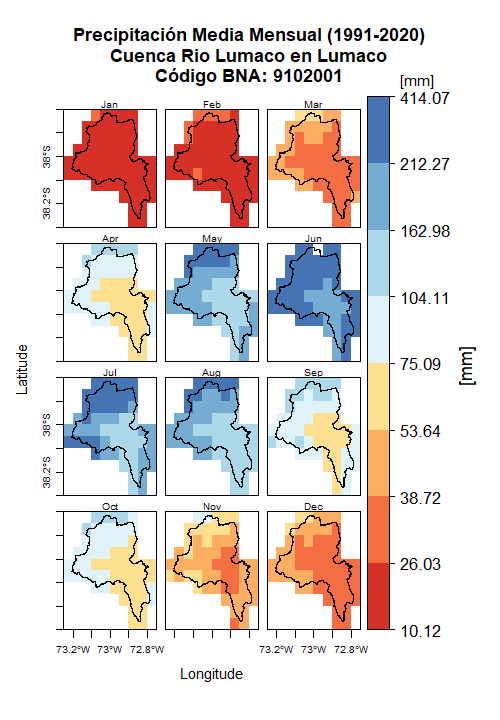 Precipitación Media Mensual (1991-2020)
Cuenca Rio Lumaco en Lumaco
Código BNA: 9102001
[mm]
Jan Feb Mar
38°S
38.2°S
Apr May Jun
Jul Aug Sep
38°S
38.2°S
Oct Nov Dec
73.2°W 73°W 72.8°W 73.2°W 73°W 72.8°W
Latitude
Longitude
414.07
212.27
162.98
104.11
75.09
53.64
38.72
26.03
10.12
[mm]